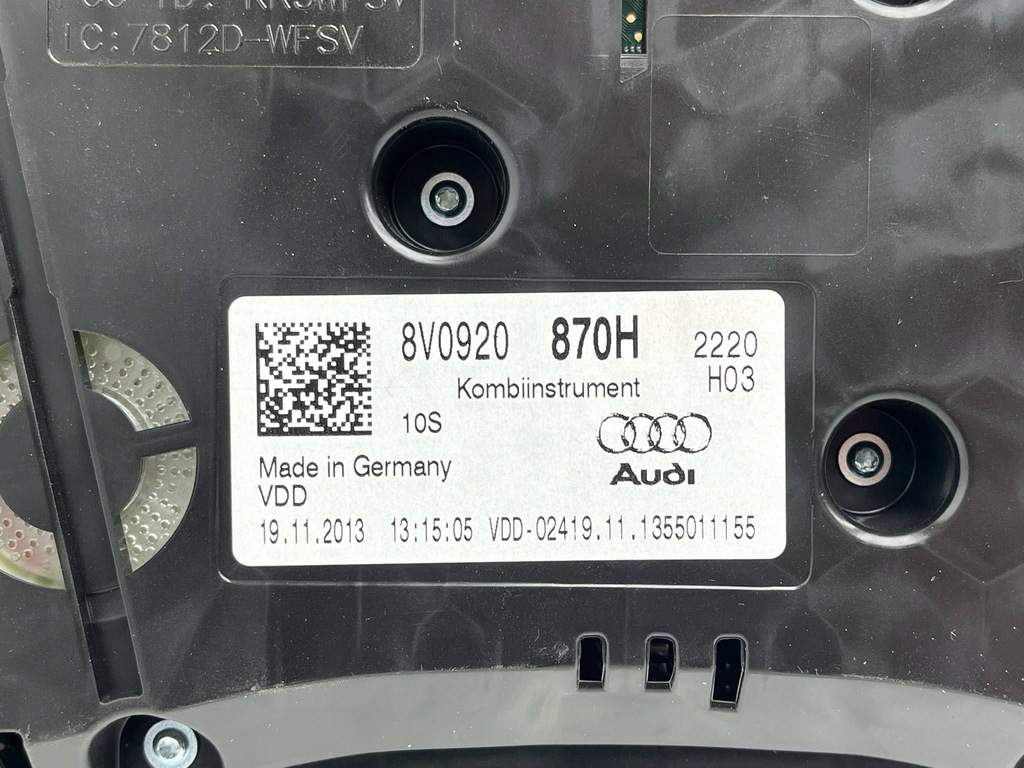 IC:7812D-WFSV
8V0920 870H 2220
Kombiinstrument H03
10S
Audi
Made in Germany
VDD
19.11.2013 13:15:05 VDD-02419.11.1355011155